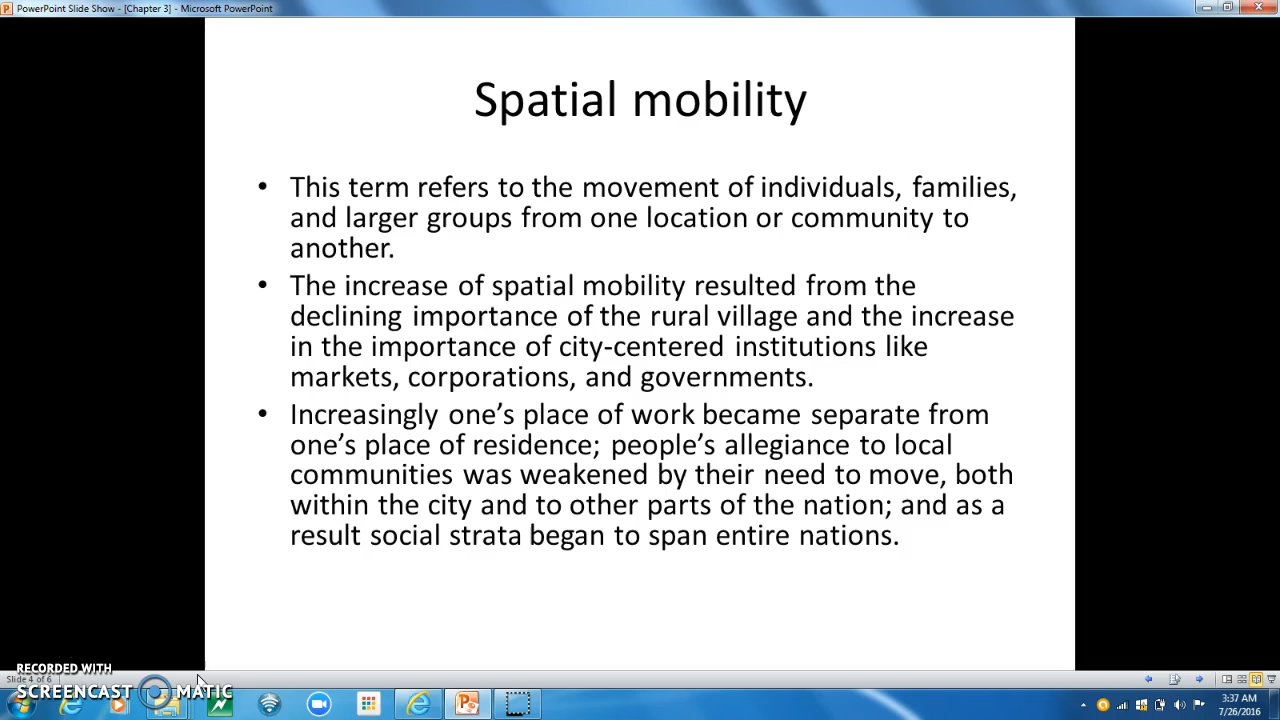 PowerPoint Slide Show - [Chapter 3] - Microsoft PowerPoint
Spatial mobility
• This term refers to the movement of individuals, families,
and larger groups from one location or community to
another.
• The increase of spatial mobility resulted from the
declining importance of the rural village and the increase
in the importance of city-centered institutions like
markets, corporations, and governments.
• Increasingly one’s place of work became separate from
one’s place of residence; people’s allegiance to local
communities was weakened by their need to move, both
within the city and to other parts of the nation; and as a
result social strata began to span entire nations.
RECORDED WITH
Slide 4 of 6
SCREENCAST MATIC
3:37 AM
7/26/2016